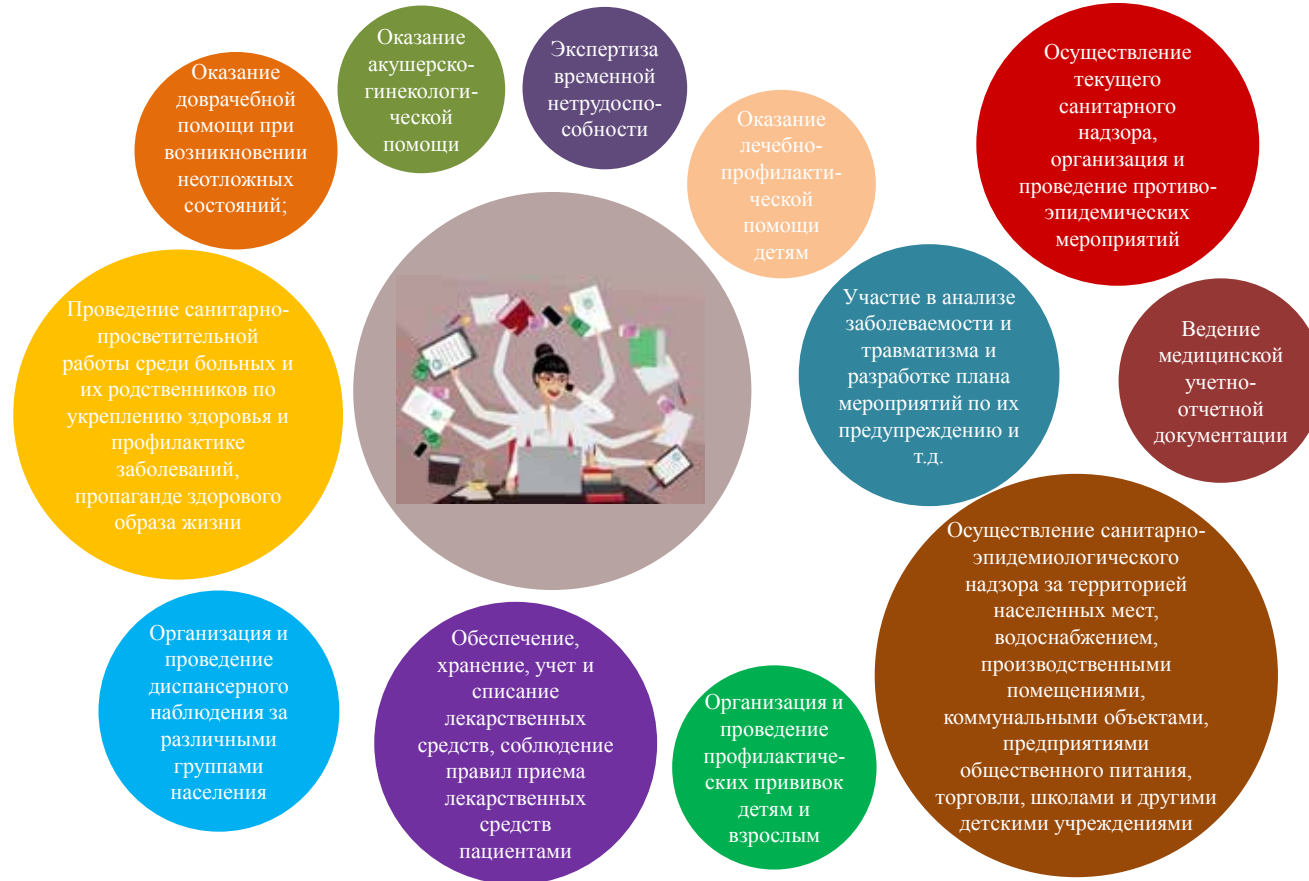 Оказание
доврачебной
помощи при
возникновении
неотложных
состояний;
Оказание
акушерско-
гинекологи-
ческой
помощи
Экспертиза
временной
нетрудоспо-
собности
Оказание
лечебно-
профилакти-
ческой
помощи
детям
Осуществление
текущего
санитарного
надзора,
организация и
проведение противо-
эпидемических
мероприятий
Проведение санитарно-
просветительной
работы среди больных и
их родственников по
укреплению здоровья и
профилактике
заболеваний,
пропаганде здорового
образа жизни
Участие в анализе
заболеваемости и
травматизма и
разработке плана
мероприятий по их
предупреждению и
т.д.
Ведение
медицинской
учетно-
отчетной
документации
Организация и
проведение
диспансерного
наблюдения за
различными
группами
населения
Обеспечение,
хранение, учет и
списание
лекарственных
средств, соблюдение
правил приема
лекарственных
средств
пациентами
Организация и
проведение
профилактиче-
ских прививок
детям и
взрослым
Осуществление санитарно-
эпидемиологического
надзора за территорией
населенных мест,
водоснабжением,
производственными
помещениями,
коммунальными объектами,
предприятиями
общественного питания,
торговли, школами и другими
детскими учреждениями